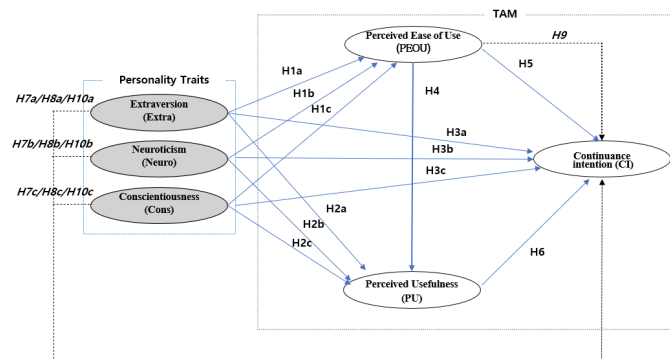 TAM
Perceived Ease of Use
(PEOU)
H9
Personality Traits
H1a
H5
H7a/H8a/H10a
Extraversion
(Extra)
H1b
H4
H1c
H3a
H7b/H8b/H10b
Neuroticism
(Neuro)
H3b
Continuance
intention (CI)
H3c
H7c/H8c/H10c
Conscientiousness
(Cons)
H2a
H2b
H2c
H6
Perceived Usefulness
(PU)